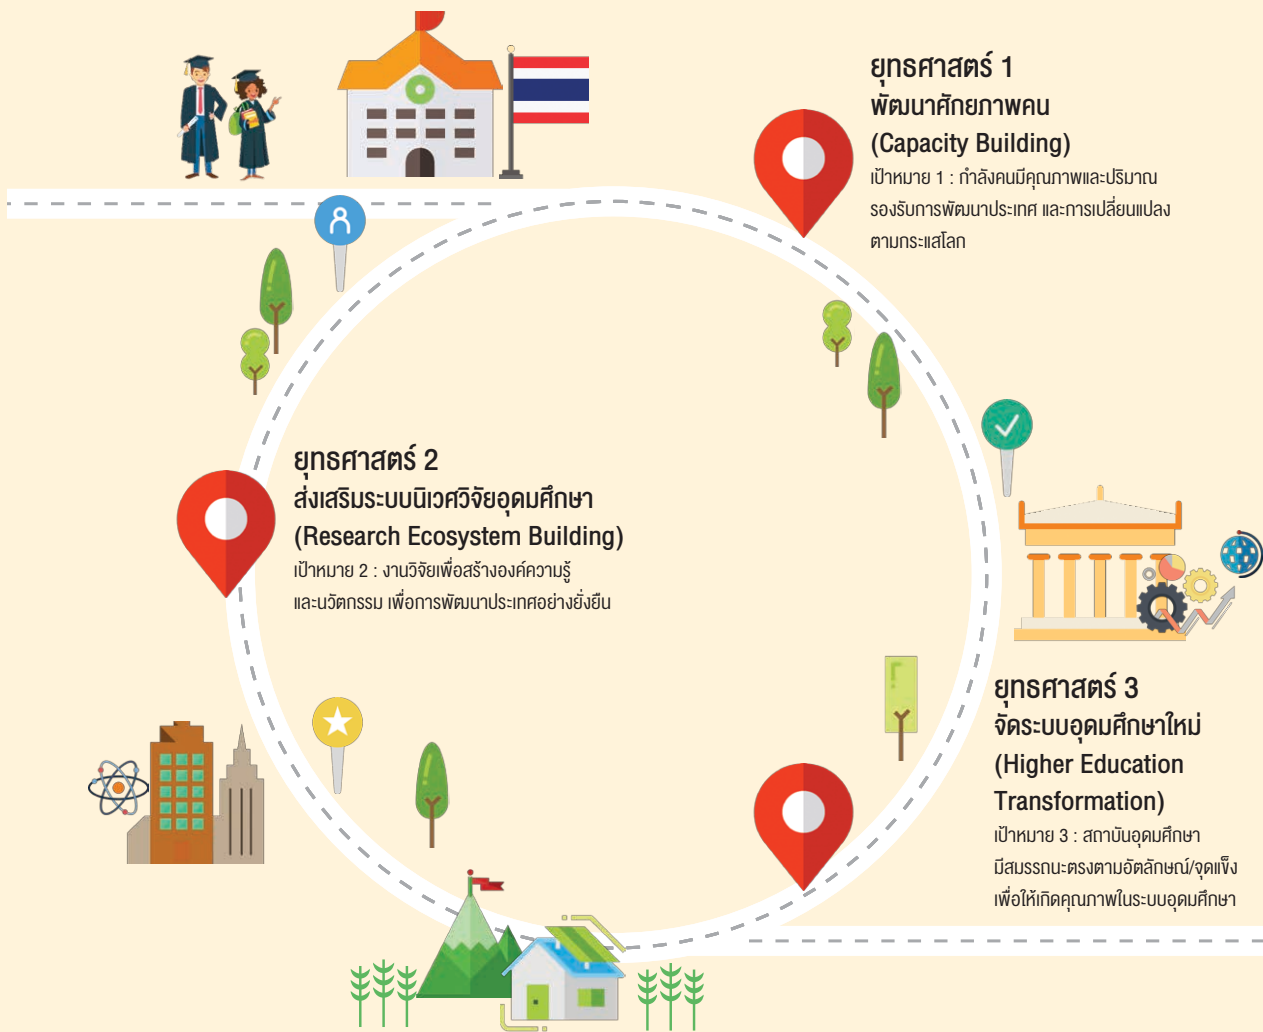 ยุทธศาสตร์ 1
พัฒนาศักยภาพคน
(Capacity Building)
เป้าหมาย 1 : กำลังคนมีคุณภาพและปริมาณ
รองรับการพัฒนาประเทศ และการเปลี่ยนแปลง
ตามกระแสโลก
ยุทธศาสตร์ 2
ส่งเสริมระบบนิเวศวิจัยอุดมศึกษา
(Research Ecosystem Building)
เป้าหมาย 2 : งานวิจัยเพื่อสร้างองค์ความรู้
และนวัตกรรม เพื่อการพัฒนาประเทศอย่างยั่งยืน
ยุทธศาสตร์ 3
จัดระบบอุดมศึกษาใหม่
(Higher Education
Transformation)
เป้าหมาย 3 : สถาบันอุดมศึกษา
มีสมรรถนะตรงตามอัตลักษณ์/จุดแข็ง
เพื่อให้เกิดคุณภาพในระบบอุดมศึกษา